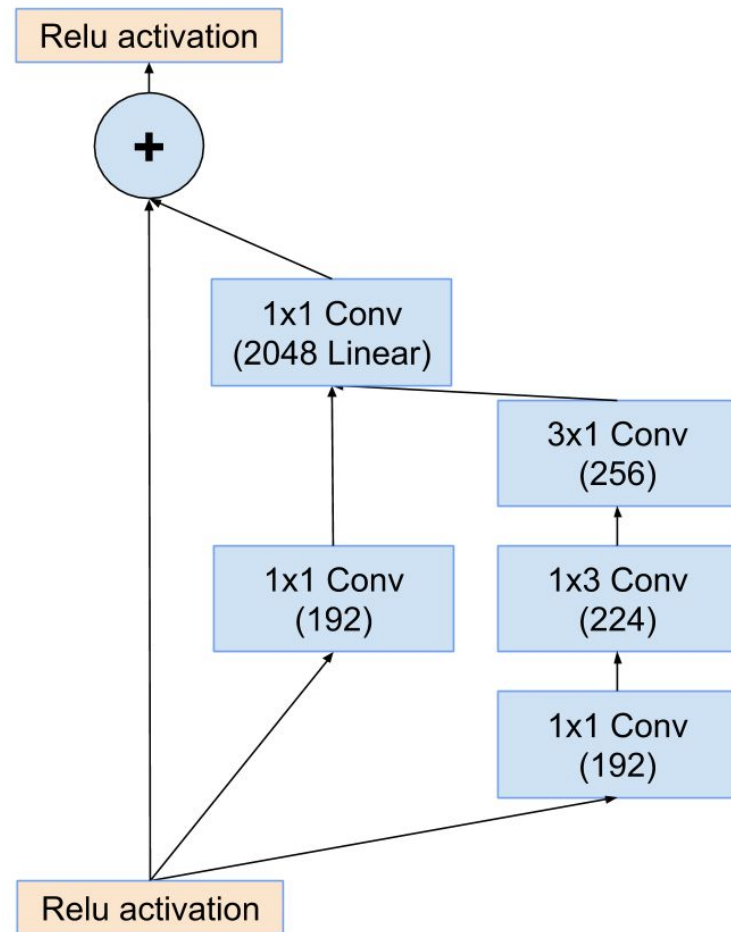 Relu activation
+
1x1 Conv
(2048 Linear)
3x1 Conv
(256)
1x1 Conv
(192)
1x3 Conv
(224)
1x1 Conv
(192)
Relu activation